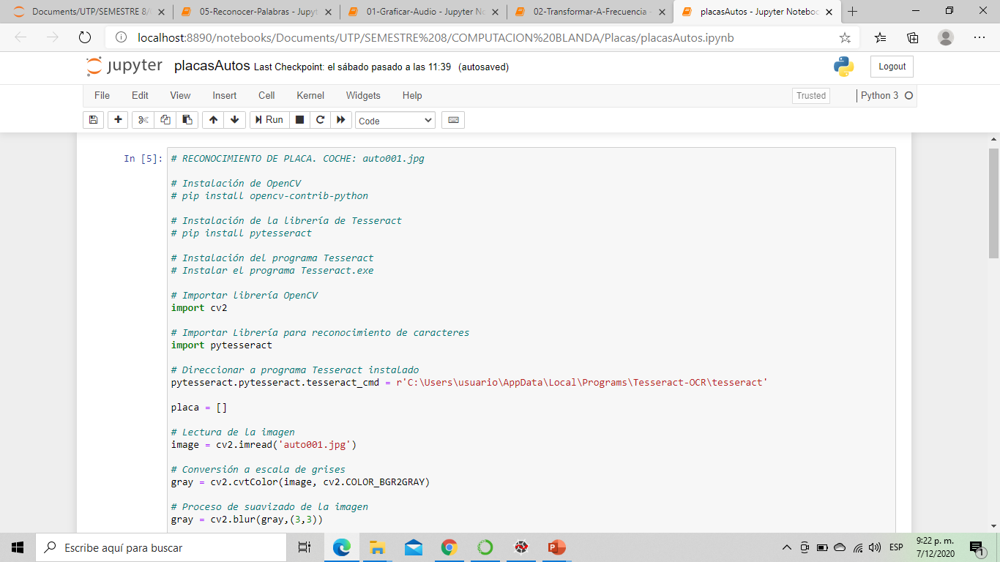 Documents/UTP/SEMESTRE 8/
05-Reconocer-Palabras - Jupyt
01-Graficar-Audio - Jupyter No
02-Transformar-A-Frecuencia -
placasAutos - Jupyter Noteboo
localhost:8890/notebooks/Documents/UTP/SEMESTRE%208/COMPUTACION%20BLANDA/Placas/placasAutos.ipynb
jupyter placasAutos Last Checkpoint: el sábado pasado a las 11:39 (autosaved)
Logout
File Edit View Insert Cell Kernel Widgets Help
Trusted
Python 3
Run
Code
In [5]:
# RECONOCIMIENTO DE PLACA. COCHE: auto001.jpg
# Instalación de OpenCV
# pip install opencv-contrib-python
# Instalación de la librería de Tesseract
# pip install pytesseract
# Instalación del programa Tesseract
# Instalar el programa Tesseract.exe
# Importar librería OpenCV
import cv2
# Importar Librería para reconocimiento de caracteres
import pytesseract
# Direccionar a programa Tesseract instalado
pytesseract.pytesseract.tesseract_cmd = r'C:\Users\usuario\AppData\Local\Programs\Tesseract-OCR\tesseract'
placa = []
# Lectura de la imagen
image = cv2.imread('auto001.jpg')
# Conversión a escala de grises
gray = cv2.cvtColor(image, cv2.COLOR_BGR2GRAY)
# Proceso de suavizado de la imagen
gray = cv2.blur(gray,(3,3))
Escribe aquí para buscar
ESP
9:22 p. m.
7/12/2020
1